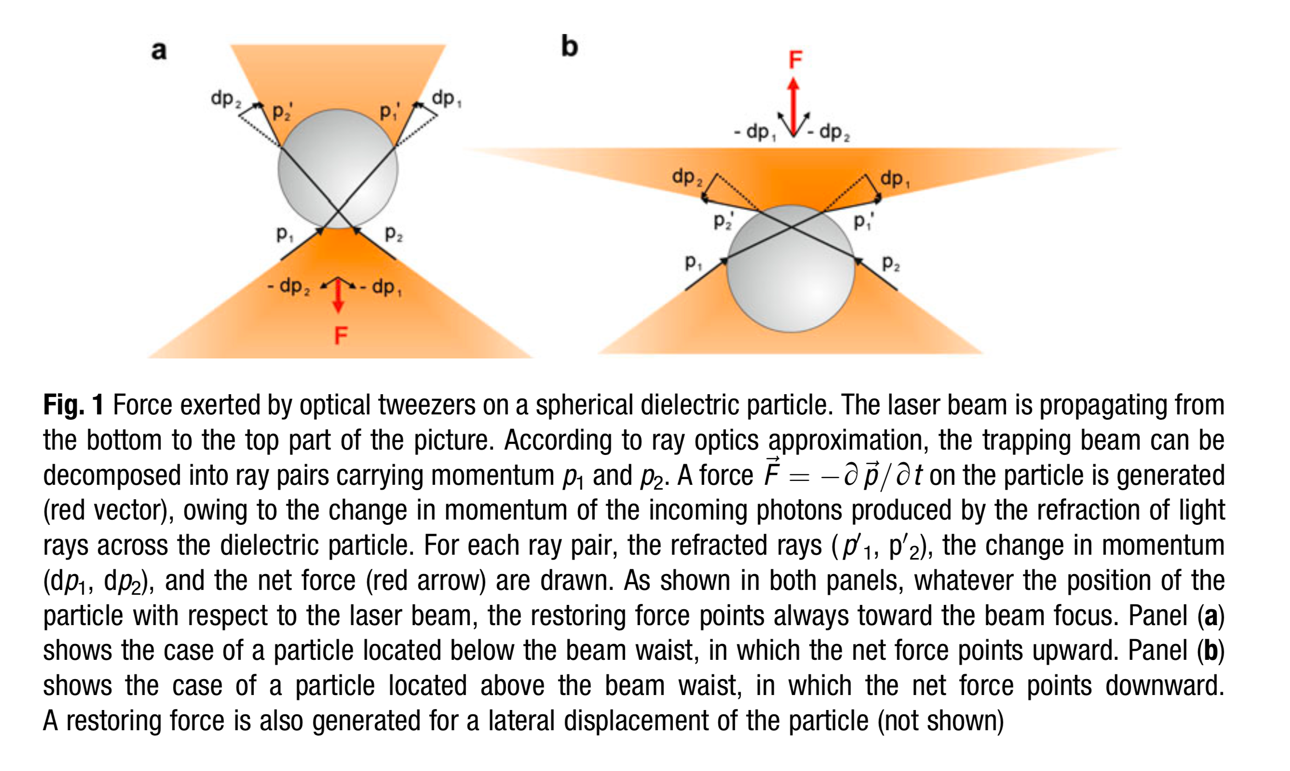 a
b
F
dp₂
p₂'
p₁'
dp₁
- dp₁
- dp₂
dp₂
dp₁
p₂'
p₁'
p₁
p₂
p₁
p₂
- dp₂
- dp₁
F
Fig. 1 Force exerted by optical tweezers on a spherical dielectric particle. The laser beam is propagating from
the bottom to the top part of the picture. According to ray optics approximation, the trapping beam can be
decomposed into ray pairs carrying momentum p₁ and p₂. A force F⃗ = −∂p⃗/∂t on the particle is generated
(red vector), owing to the change in momentum of the incoming photons produced by the refraction of light
rays across the dielectric particle. For each ray pair, the refracted rays (p′₁, p′₂), the change in momentum
(dp₁, dp₂), and the net force (red arrow) are drawn. As shown in both panels, whatever the position of the
particle with respect to the laser beam, the restoring force points always toward the beam focus. Panel (a)
shows the case of a particle located below the beam waist, in which the net force points upward. Panel (b)
shows the case of a particle located above the beam waist, in which the net force points downward.
A restoring force is also generated for a lateral displacement of the particle (not shown)